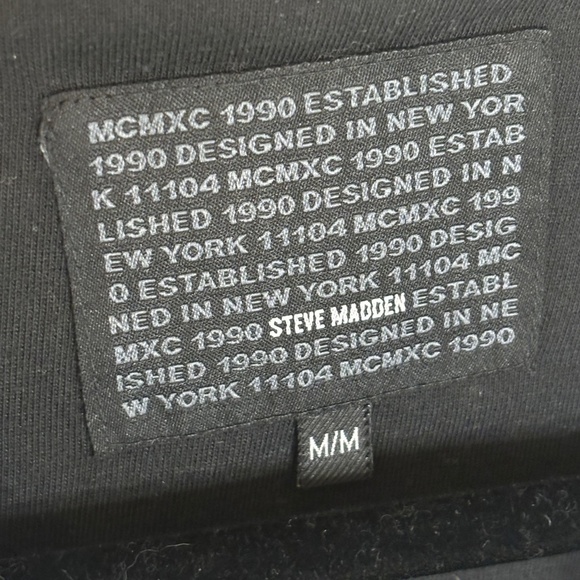 MCMXC 1990 ESTABLISHED
1990 DESIGNED IN NEW YOR
K 11104 MCMXC 1990 ESTAB
LISHED 1990 DESIGNED IN N
EW YORK 11104 MCMXC 199
0 ESTABLISHED 1990 DESIG
NED IN NEW YORK 11104 MC
MXC 1990 STEVE MADDEN ESTABL
ISHED 1990 DESIGNED IN NE
W YORK 11104 MCMXC 1990
M/M